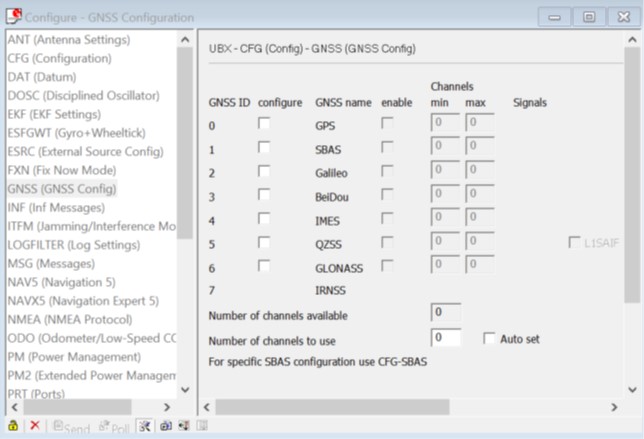 Configure - GNSS Configuration
ANT (Antenna Settings)
CFG (Configuration)
DAT (Datum)
DOSC (Disciplined Oscillator)
EKF (EKF Settings)
ESFGWT (Gyro+Wheeltick)
ESRC (External Source Config)
FXN (Fix Now Mode)
GNSS (GNSS Config)
INF (Inf Messages)
ITFM (Jamming/Interference Mo
LOGFILTER (Log Settings)
MSG (Messages)
NAV5 (Navigation 5)
NAVX5 (Navigation Expert 5)
NMEA (NMEA Protocol)
ODO (Odometer/Low-Speed CO
PM (Power Management)
PM2 (Extended Power Managem
PRT (Ports)
UBX - CFG (Config) - GNSS (GNSS Config)
Channels
GNSS ID configure GNSS name enable min max Signals
0 GPS 0 0
1 SBAS 0 0
2 Galileo 0 0
3 BeiDou 0 0
4 IMES 0 0
5 QZSS 0 0 L1SAIF
6 GLONASS 0 0
7 IRNSS
Number of channels available 0
Number of channels to use 0 Auto set
For specific SBAS configuration use CFG-SBAS
Send Poll